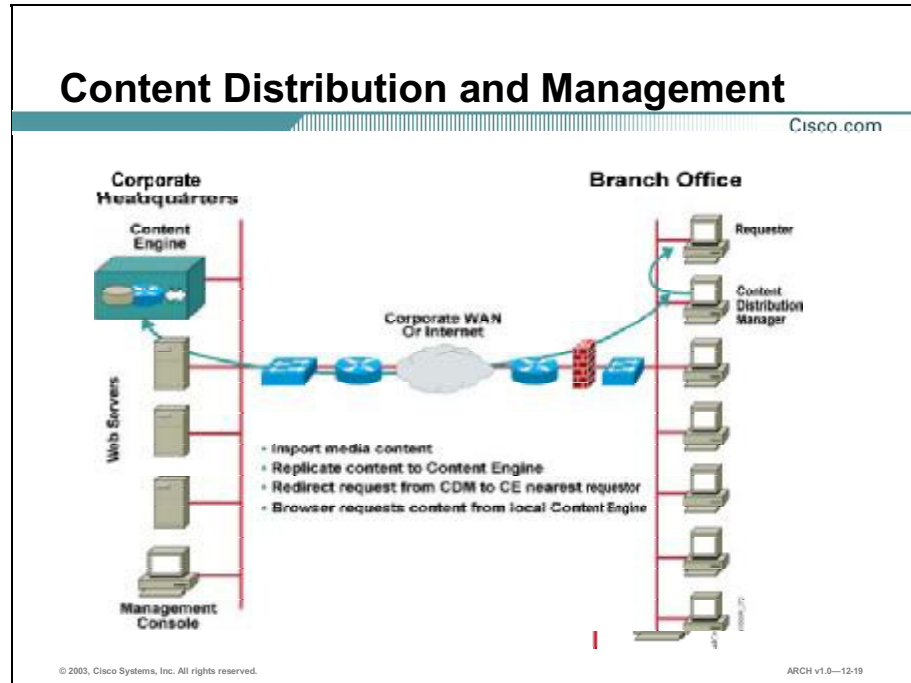 Content Distribution and Management
Cisco.com
Corporate
Headquarters
Branch Office
Content
Engine
Requester
Content
Distribution
Manager
Corporate WAN
Or Internet
Web Servers
• Import media content
• Replicate content to Content Engine
• Redirect request from CDM to CE nearest requestor
• Browser requests content from local Content Engine
Management
Console
© 2003, Cisco Systems, Inc. All rights reserved.
ARCH v1.0—12-19